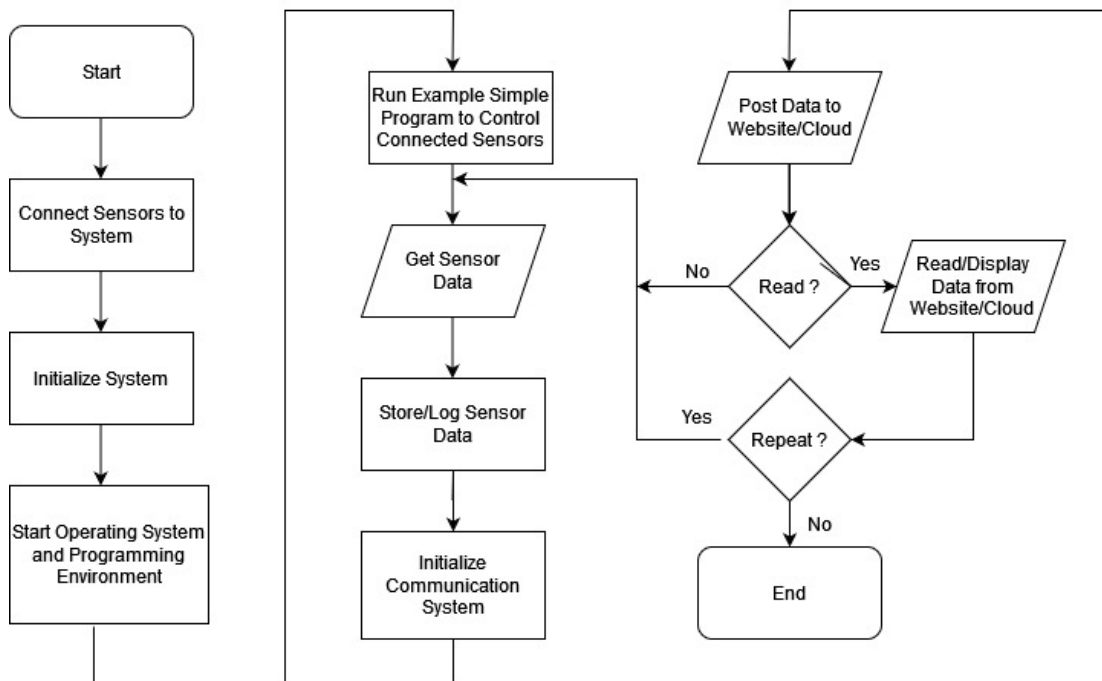 Start
Connect Sensors to
System
Initialize System
Start Operating System
and Programming
Environment
Run Example Simple
Program to Control
Connected Sensors
Get Sensor
Data
Store/Log Sensor
Data
Initialize
Communication
System
Post Data to
Website/Cloud
Read ?
No
Yes
Read/Display
Data from
Website/Cloud
Repeat ?
Yes
No
End